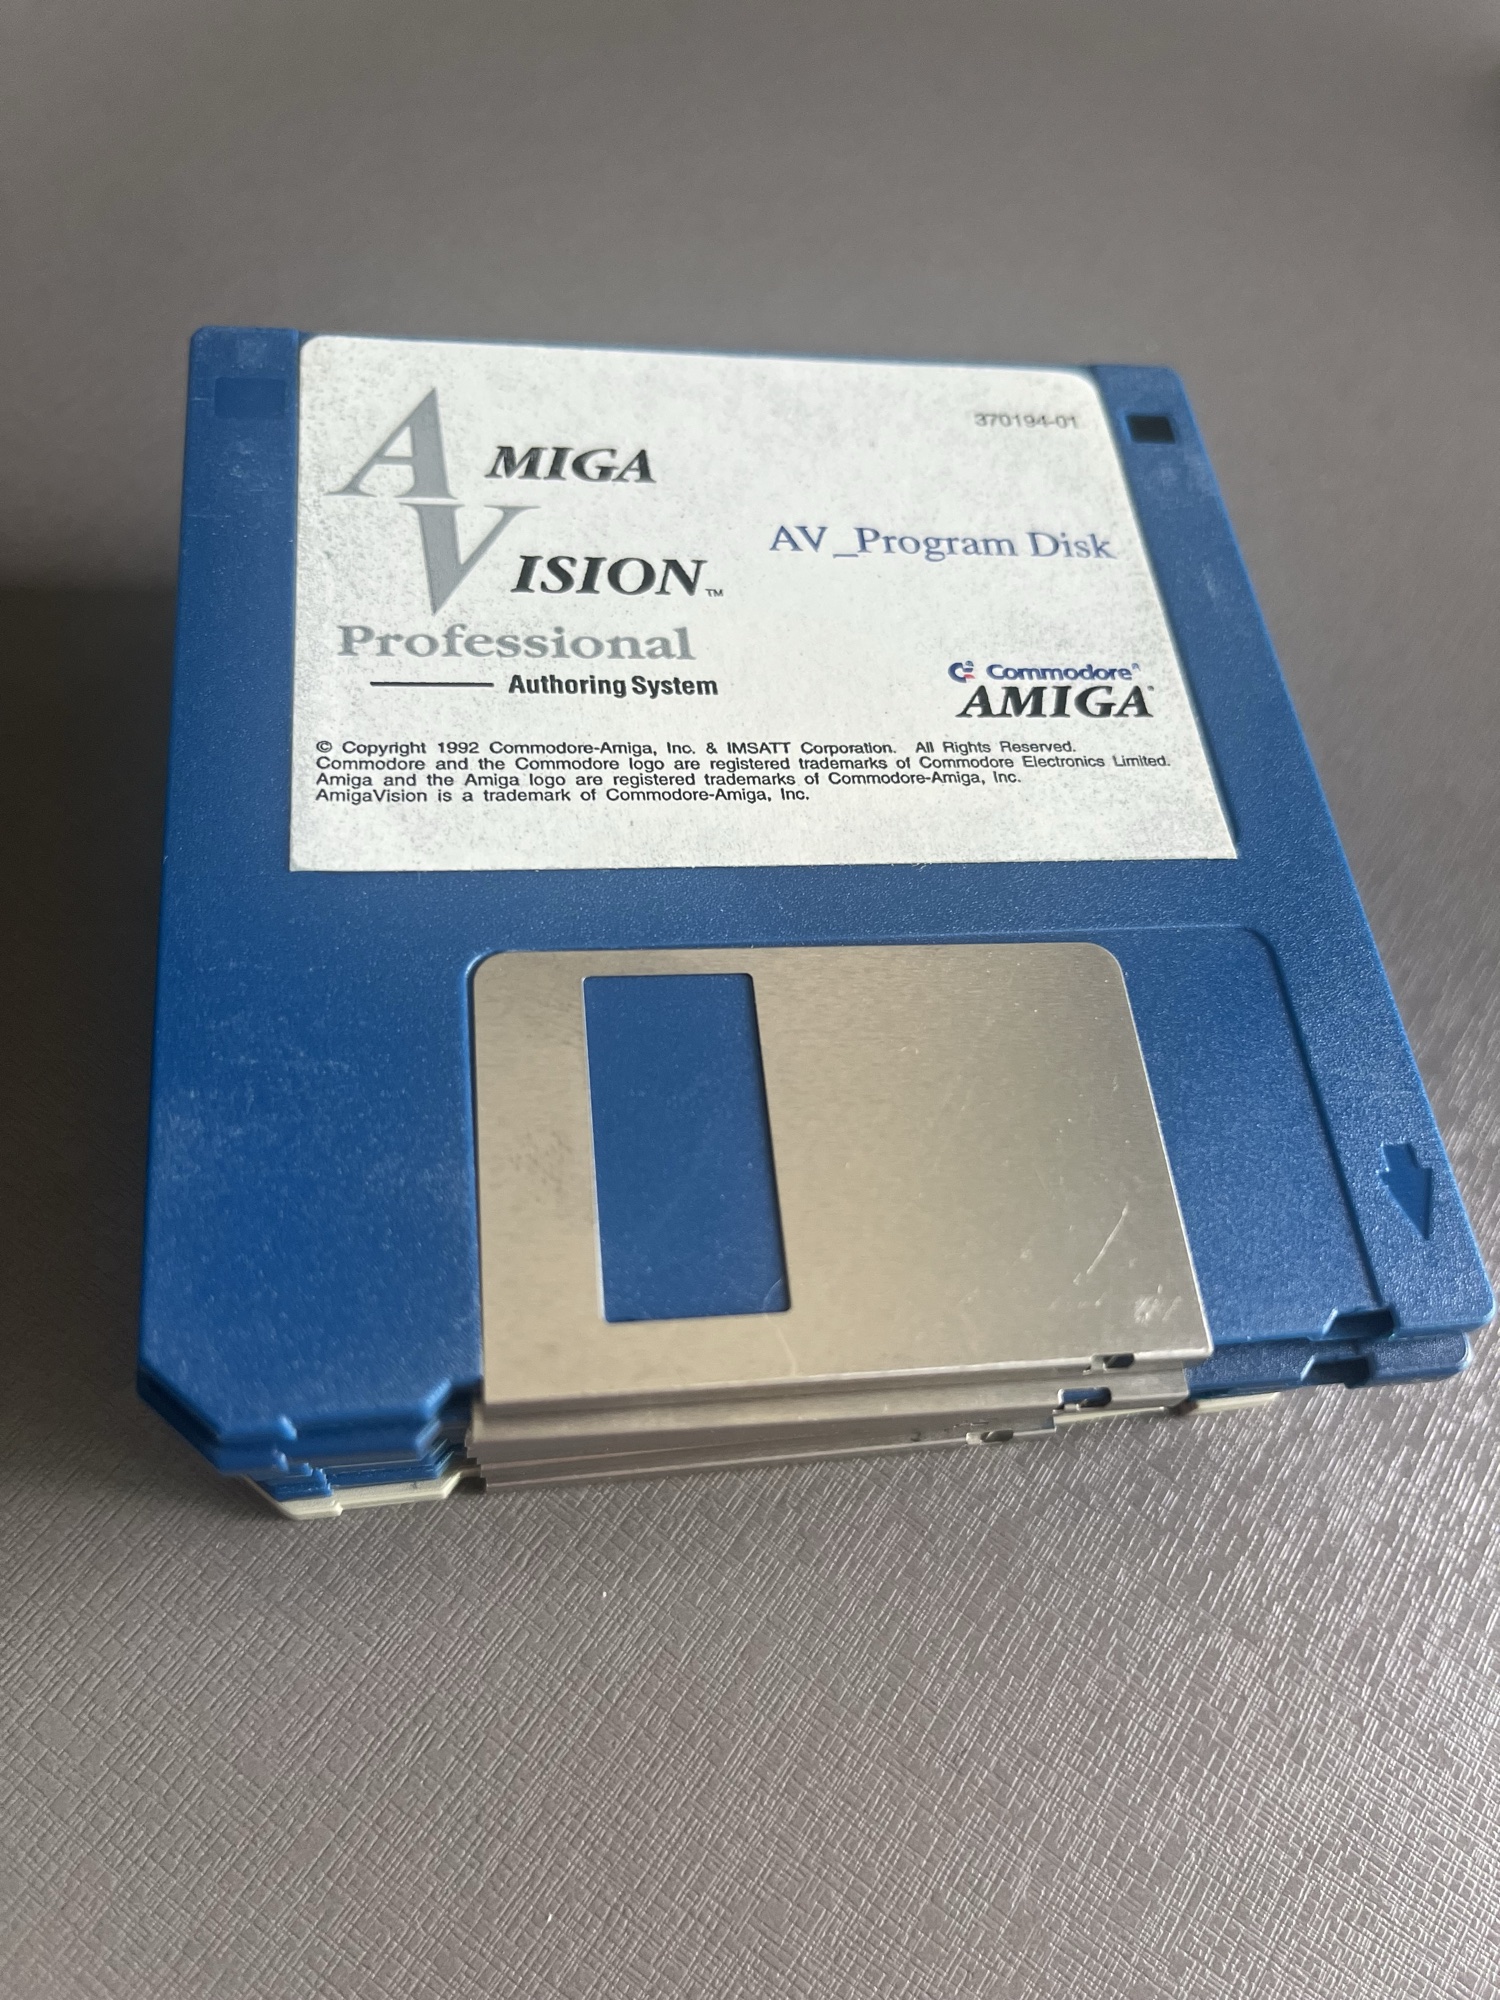 AMIGA
VISION™
Professional
Authoring System
370194-01
AV_Program Disk
Commodore®
AMIGA®
© Copyright 1992 Commodore-Amiga, Inc. & IMSATT Corporation. All Rights Reserved.
Commodore and the Commodore logo are registered trademarks of Commodore Electronics Limited.
Amiga and the Amiga logo are registered trademarks of Commodore-Amiga, Inc.
AmigaVision is a trademark of Commodore-Amiga, Inc.